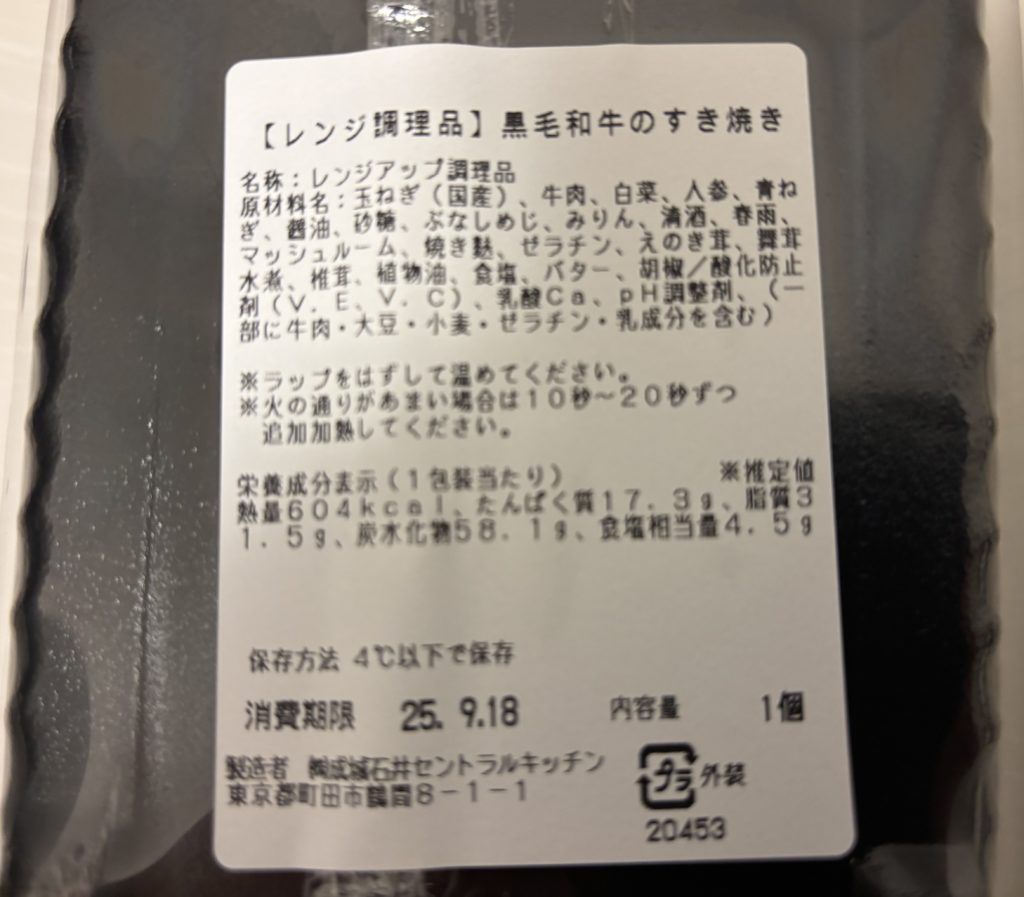 【レンジ調理品】黒毛和牛のすき焼き
名称：レンジアップ調理品
原材料名：玉ねぎ（国産）、牛肉、白菜、人参、青ね
ぎ、醤油、砂糖、ぶなしめじ、みりん、清酒、春雨、
マッシュルーム、焼き麩、ゼラチン、えのき茸、舞茸
水煮、椎茸、植物油、食塩、バター、胡椒／酸化防止
剤（Ｖ．Ｅ、Ｖ．Ｃ）、乳酸Ｃａ、ｐＨ調整剤、（一
部に牛肉・大豆・小麦・ゼラチン・乳成分を含む）
※ラップをはずして温めてください。
※火の通りがあまい場合は１０秒～２０秒ずつ
追加加熱してください。
栄養成分表示（１包装当たり） ※推定値
熱量６０４ｋｃａｌ、たんぱく質１７．３ｇ、脂質３
１．５ｇ、炭水化物５８．１ｇ、食塩相当量４．５ｇ
保存方法 4℃以下で保存
消費期限 25. 9.18 内容量 1個
製造者 ㈱成城石井セントラルキッチン
東京都町田市鶴間８－１－１
プラ 外装
20453